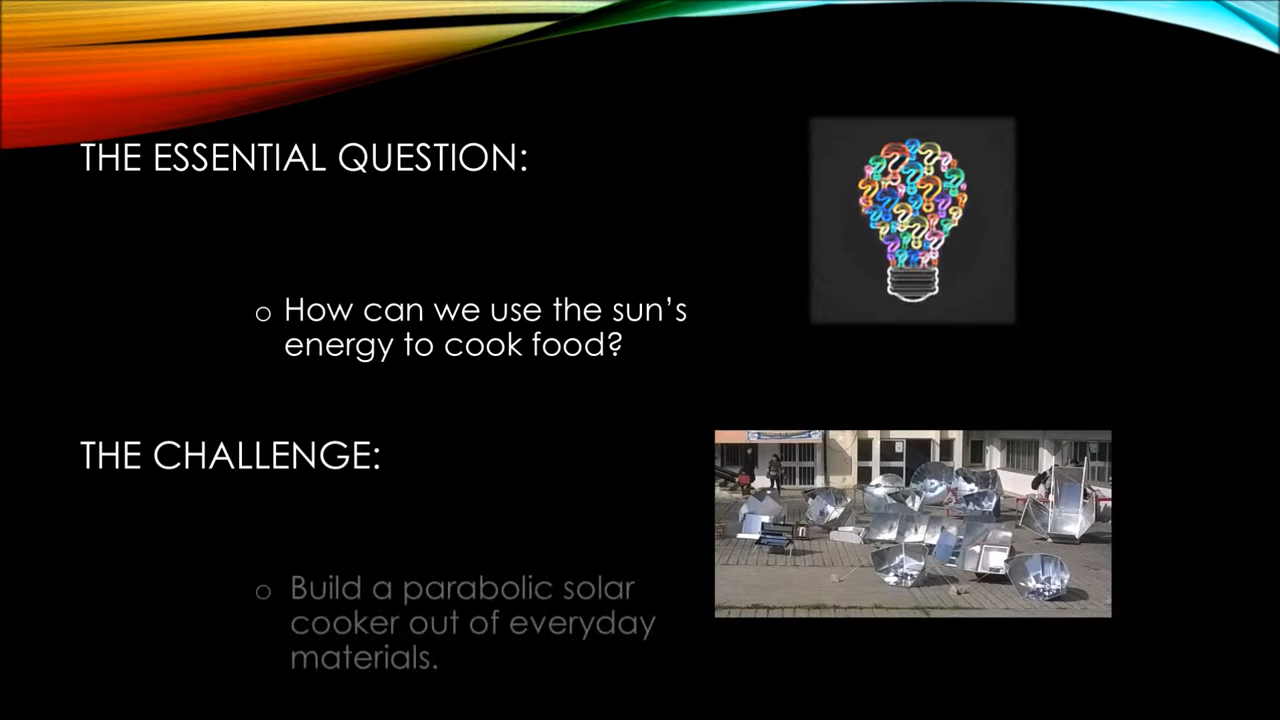 THE ESSENTIAL QUESTION:
o How can we use the sun's
energy to cook food?
THE CHALLENGE:
o Build a parabolic solar
cooker out of everyday
materials.